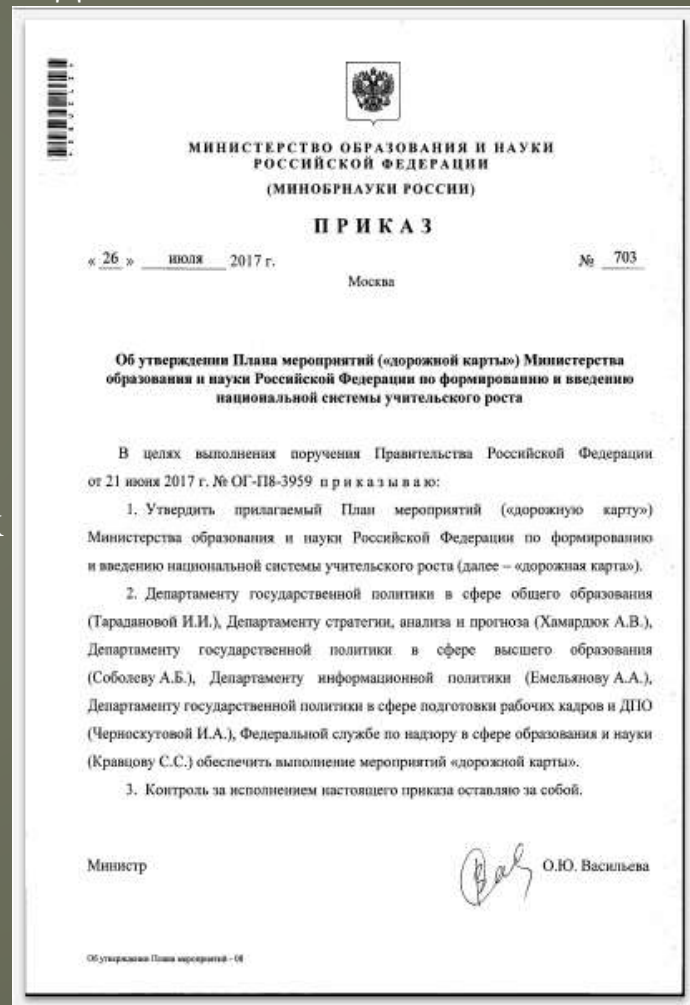 МИНИСТЕРСТВО ОБРАЗОВАНИЯ И НАУКИ
РОССИЙСКОЙ ФЕДЕРАЦИИ
(МИНОБРНАУКИ РОССИИ)
ПРИКАЗ
« 26 » июля 2017 г. № 703
Москва
Об утверждении Плана мероприятий («дорожной карты») Министерства
образования и науки Российской Федерации по формированию и введению
национальной системы учительского роста
В целях выполнения поручения Правительства Российской Федерации
от 21 июня 2017 г. № ОГ-П8-3959 п р и к а з ы в а ю:
1. Утвердить прилагаемый План мероприятий («дорожную карту»)
Министерства образования и науки Российской Федерации по формированию
и введению национальной системы учительского роста (далее – «дорожная карта»).
2. Департаменту государственной политики в сфере общего образования
(Тарадановой И.И.), Департаменту стратегии, анализа и прогноза (Хамардюк А.В.),
Департаменту государственной политики в сфере высшего образования
(Соболеву А.Б.), Департаменту информационной политики (Емельянову А.А.),
Департаменту государственной политики в сфере подготовки рабочих кадров и ДПО
(Черноскутовой И.А.), Федеральной службе по надзору в сфере образования и науки
(Кравцову С.С.) обеспечить выполнение мероприятий «дорожной карты».
3. Контроль за исполнением настоящего приказа оставляю за собой.
Министр О.Ю. Васильева
Об утверждении Плана мероприятий - 08